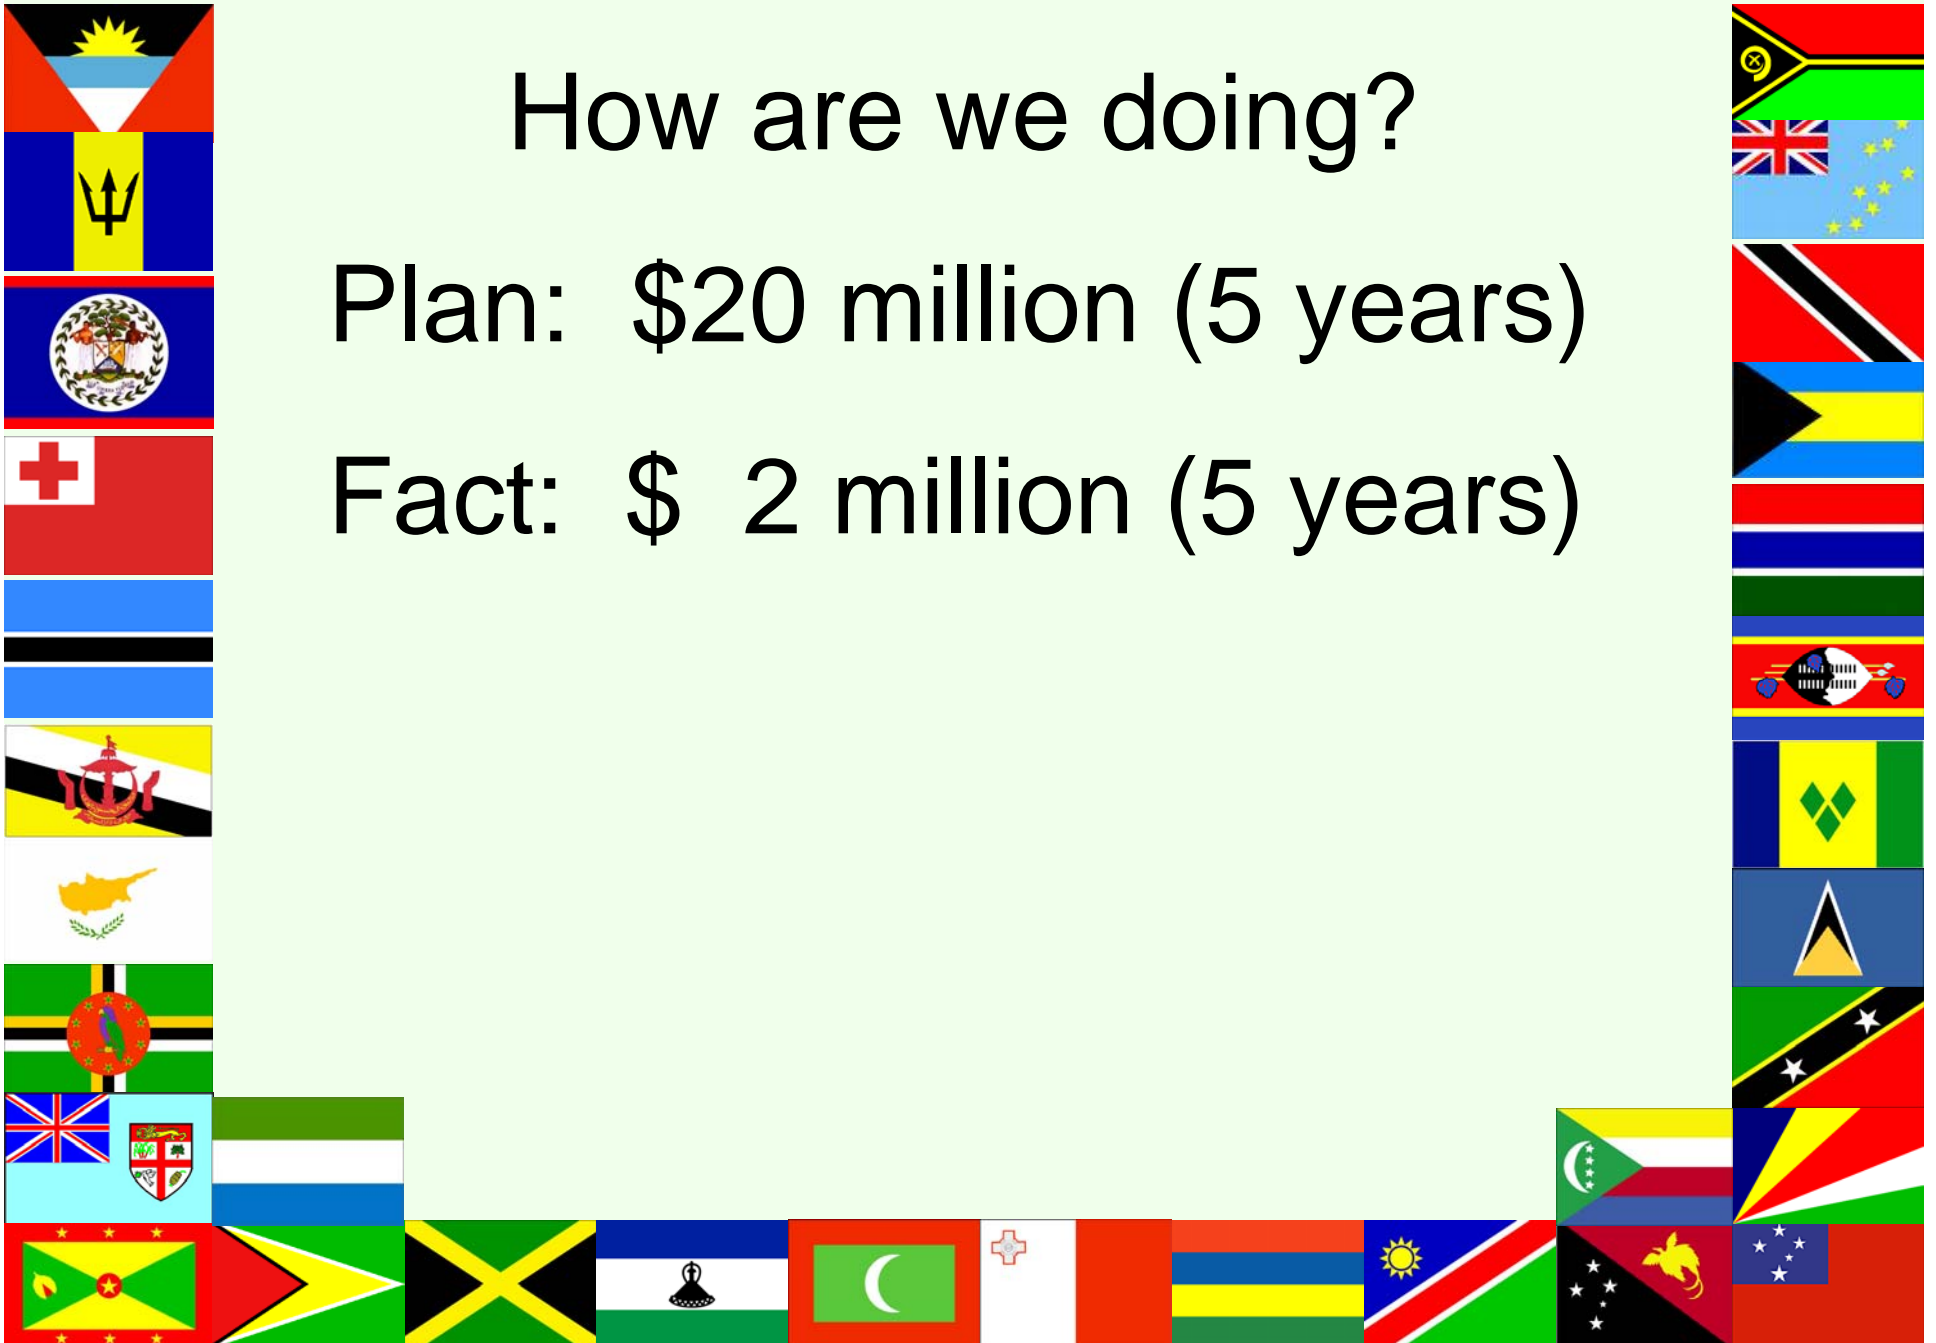 How are we doing?
Plan: $20 million (5 years)
Fact: $ 2 million (5 years)